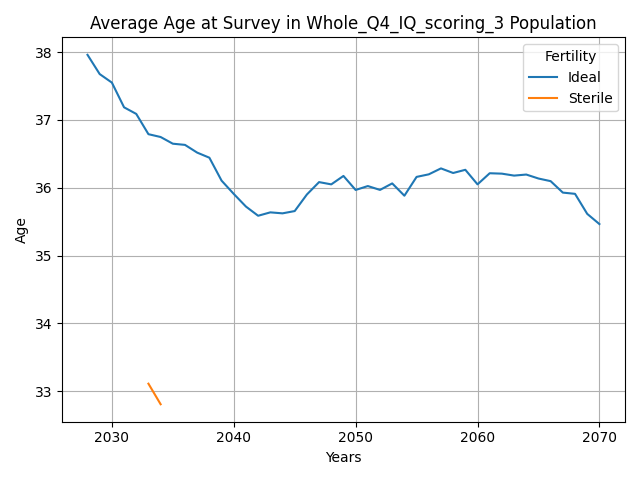 Average Age at Survey in Whole_Q4_IQ_scoring_3 Population
Fertility
Ideal
Sterile
Age
38
37
36
35
34
33
2030
2040
2050
2060
2070
Years